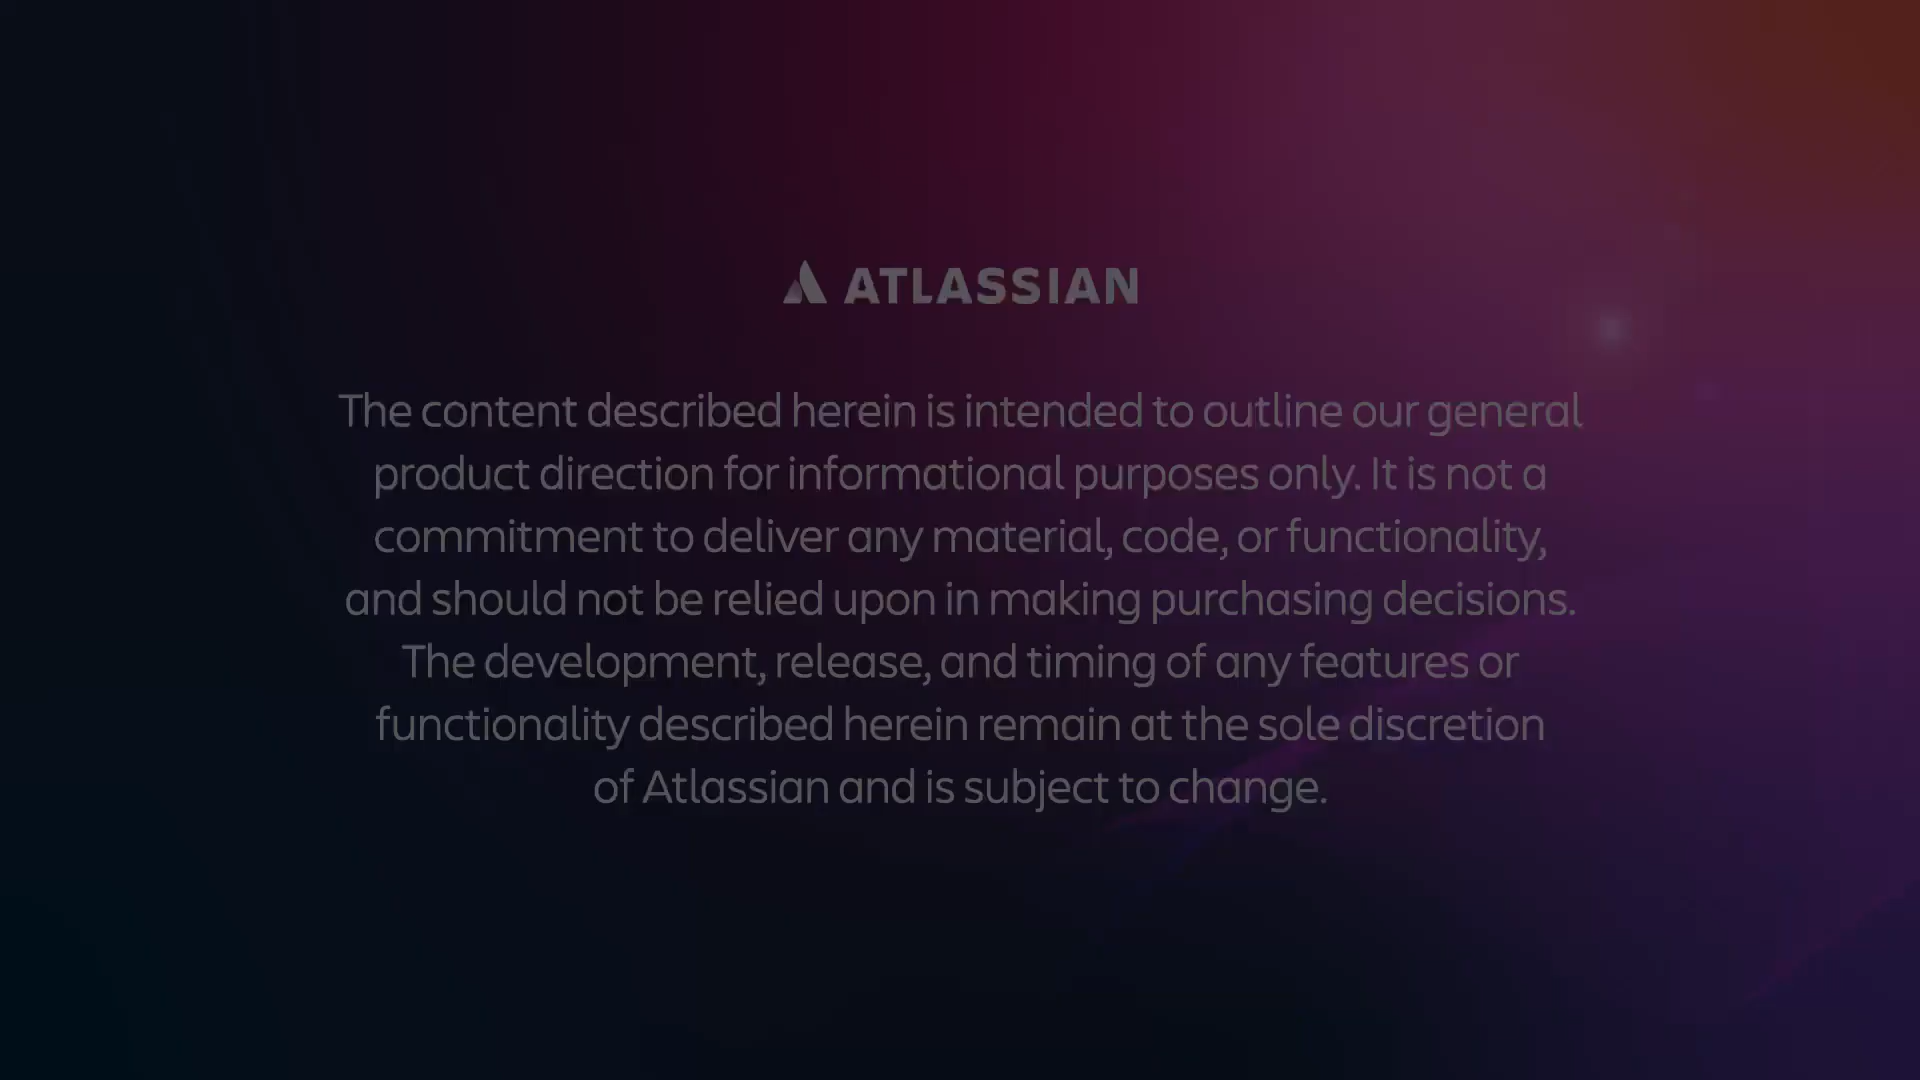 ATLASSIAN
The content described herein is intended to outline our general
product direction for informational purposes only. It is not a
commitment to deliver any material, code, or functionality,
and should not be relied upon in making purchasing decisions.
The development, release, and timing of any features or
functionality described herein remain at the sole discretion
of Atlassian and is subject to change.